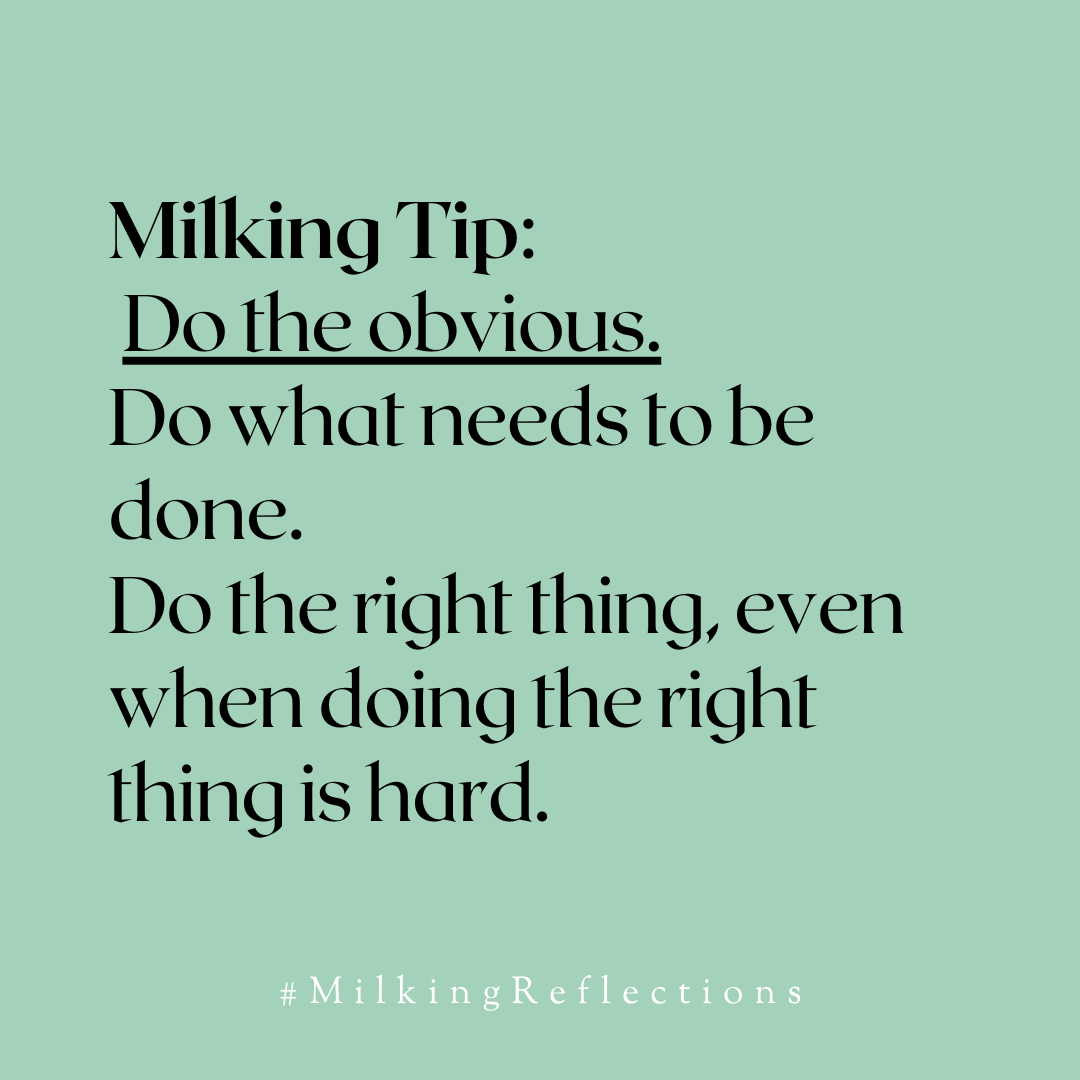 Milking Tip:
Do the obvious.
Do what needs to be
done.
Do the right thing, even
when doing the right
thing is hard.
#MilkingReflections